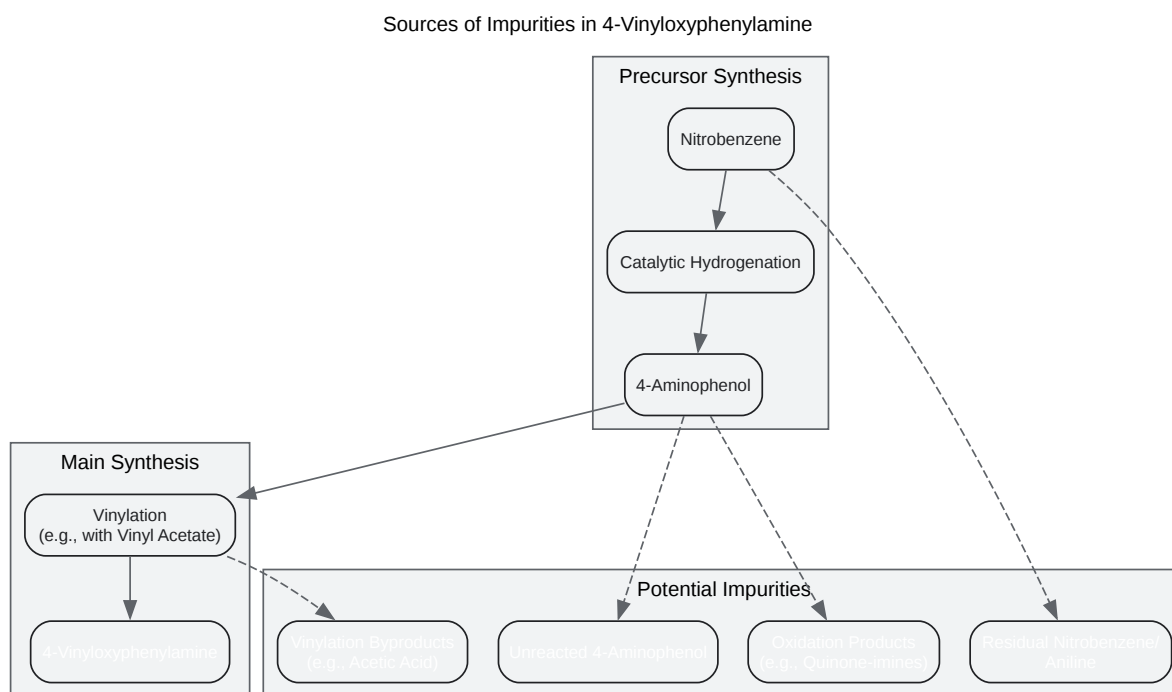 Sources of Impurities in 4-Vinyloxyphenylamine
Precursor Synthesis
Nitrobenzene
Catalytic Hydrogenation
4-Aminophenol
Main Synthesis
Vinylation
(e.g., with Vinyl Acetate)
4-Vinyloxyphenylamine
Potential Impurities
Vinylation Byproducts
(e.g., Acelic Acid)
Unreacted 4-Aminophenol
Oxidation Products
(e.g., Quinone-imines)
Residual Nitrobenzene/
Aniline